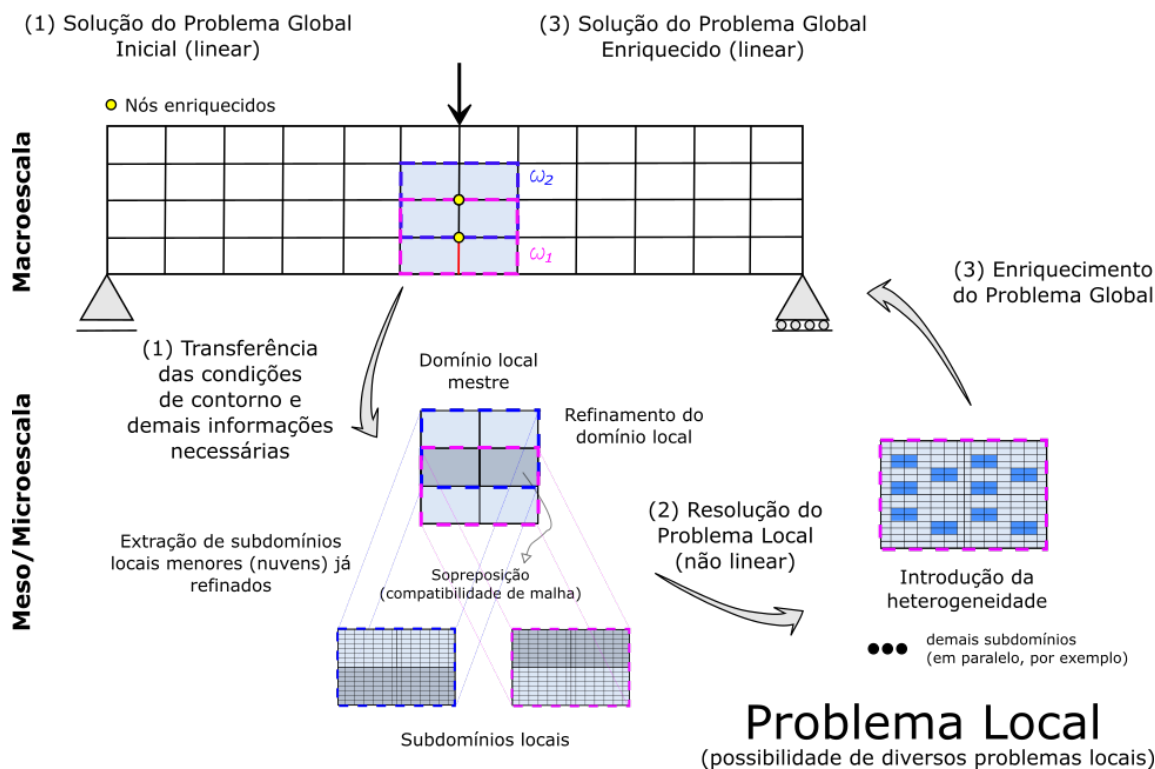 (1) Solução do Problema Global
Inicial (linear)
(3) Solução do Problema Global
Enriquecido (linear)
Nós enriquecidos
Macroescala
ω2
ω1
(3) Enriquecimento
do Problema Global
(1) Transferência
das condições
de contorno e
demais informações
necessárias
Domínio local
mestre
Refinamento do
domínio local
Meso/Microescala
Extração de subdomínios
locais menores (nuvens) já
refinados
Sopreposição
(compatibilidade de malha)
(2) Resolução do
Problema Local
(não linear)
Introdução da
heterogeneidade
demais subdomínios
(em paralelo, por exemplo)
Subdomínios locais
Problema Local
(possibilidade de diversos problemas locais)